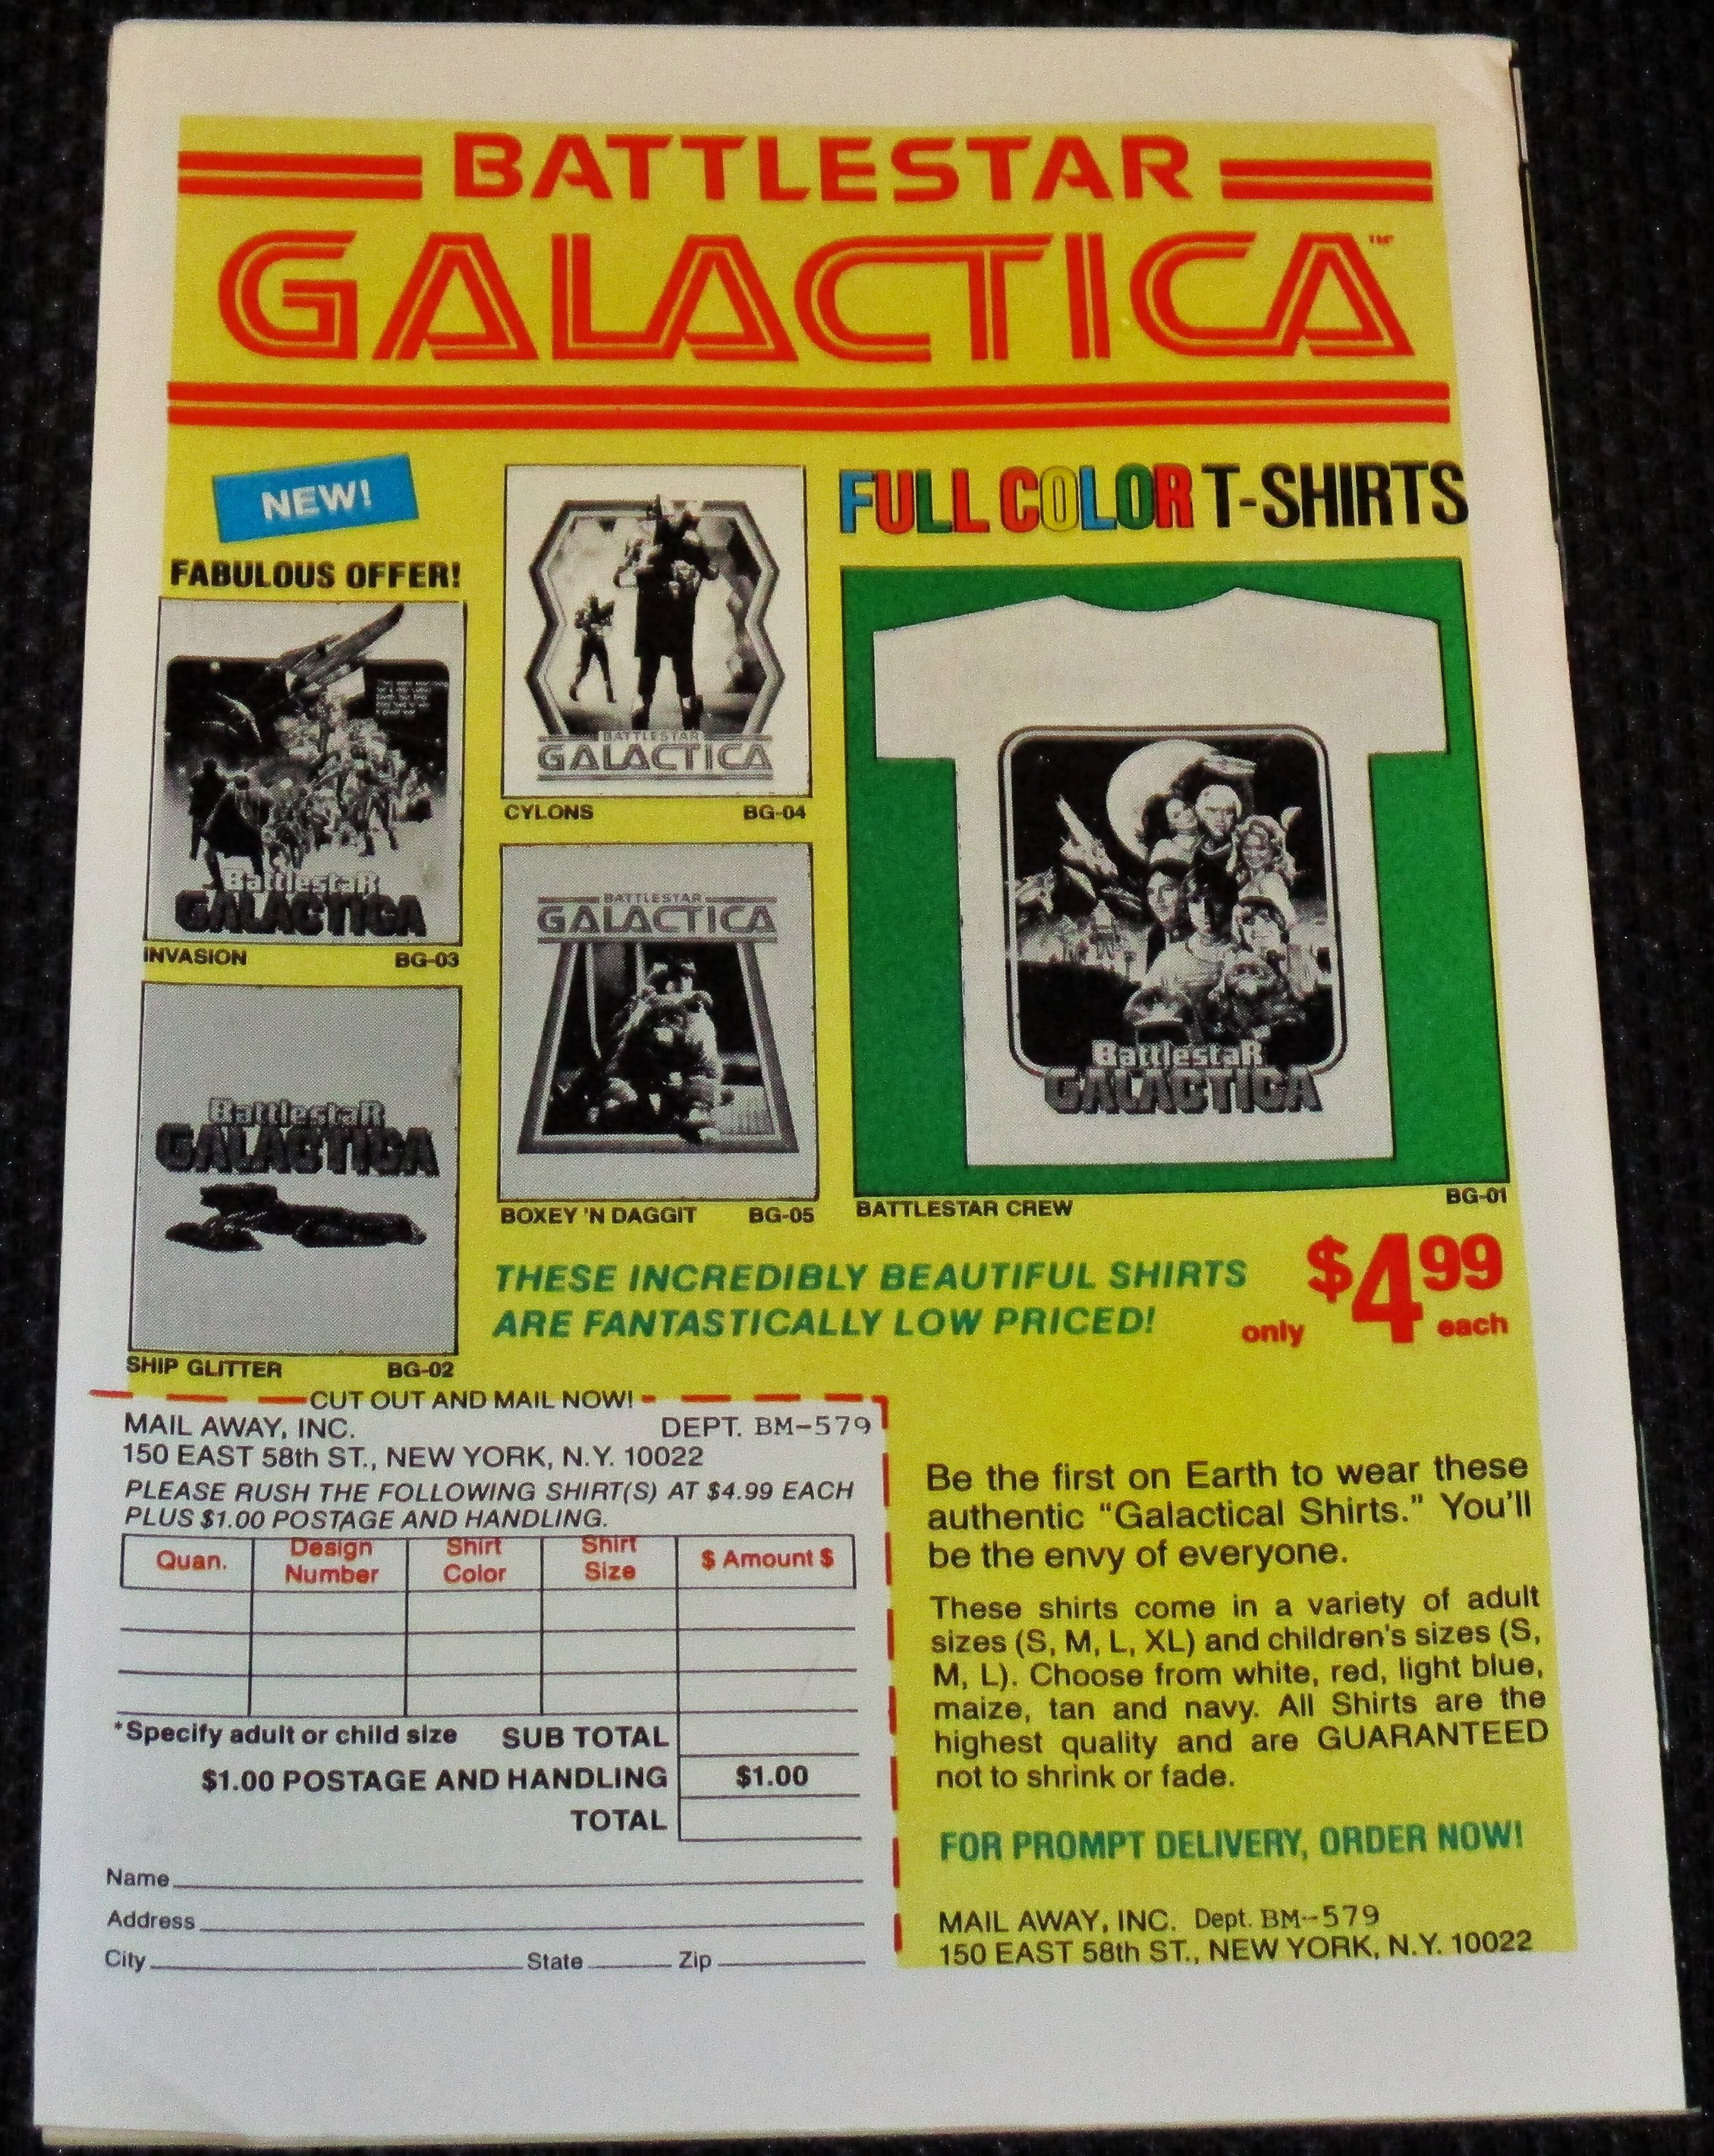 BATTLESTAR
GALACTICA™
NEW!
FABULOUS OFFER!
BattlestaR
GALACTICA
INVASION BG-03
BattlestaR
GALACTICA
SHIP GLITTER BG-02
BATTLESTAR
GALACTICA
CYLONS BG-04
BATTLESTAR
GALACTICA
BOXEY 'N DAGGIT BG-05
FULL COLOR T-SHIRTS
BattlestaR
GALACTICA
BATTLESTAR CREW BG-01
THESE INCREDIBLY BEAUTIFUL SHIRTS
ARE FANTASTICALLY LOW PRICED!
only $4.99 each
CUT OUT AND MAIL NOW!
MAIL AWAY, INC. DEPT. BM-579
150 EAST 58th ST., NEW YORK, N.Y. 10022
PLEASE RUSH THE FOLLOWING SHIRT(S) AT $4.99 EACH
PLUS $1.00 POSTAGE AND HANDLING.
Quan. Design Number Shirt Color Shirt Size $ Amount $
*Specify adult or child size SUB TOTAL
$1.00 POSTAGE AND HANDLING $1.00
TOTAL
Name
Address
City State Zip
Be the first on Earth to wear these
authentic "Galactical Shirts." You'll
be the envy of everyone.
These shirts come in a variety of adult
sizes (S, M, L, XL) and children's sizes (S,
M, L). Choose from white, red, light blue,
maize, tan and navy. All Shirts are the
highest quality and are GUARANTEED
not to shrink or fade.
FOR PROMPT DELIVERY, ORDER NOW!
MAIL AWAY, INC. Dept. BM-579
150 EAST 58th ST., NEW YORK, N.Y. 10022